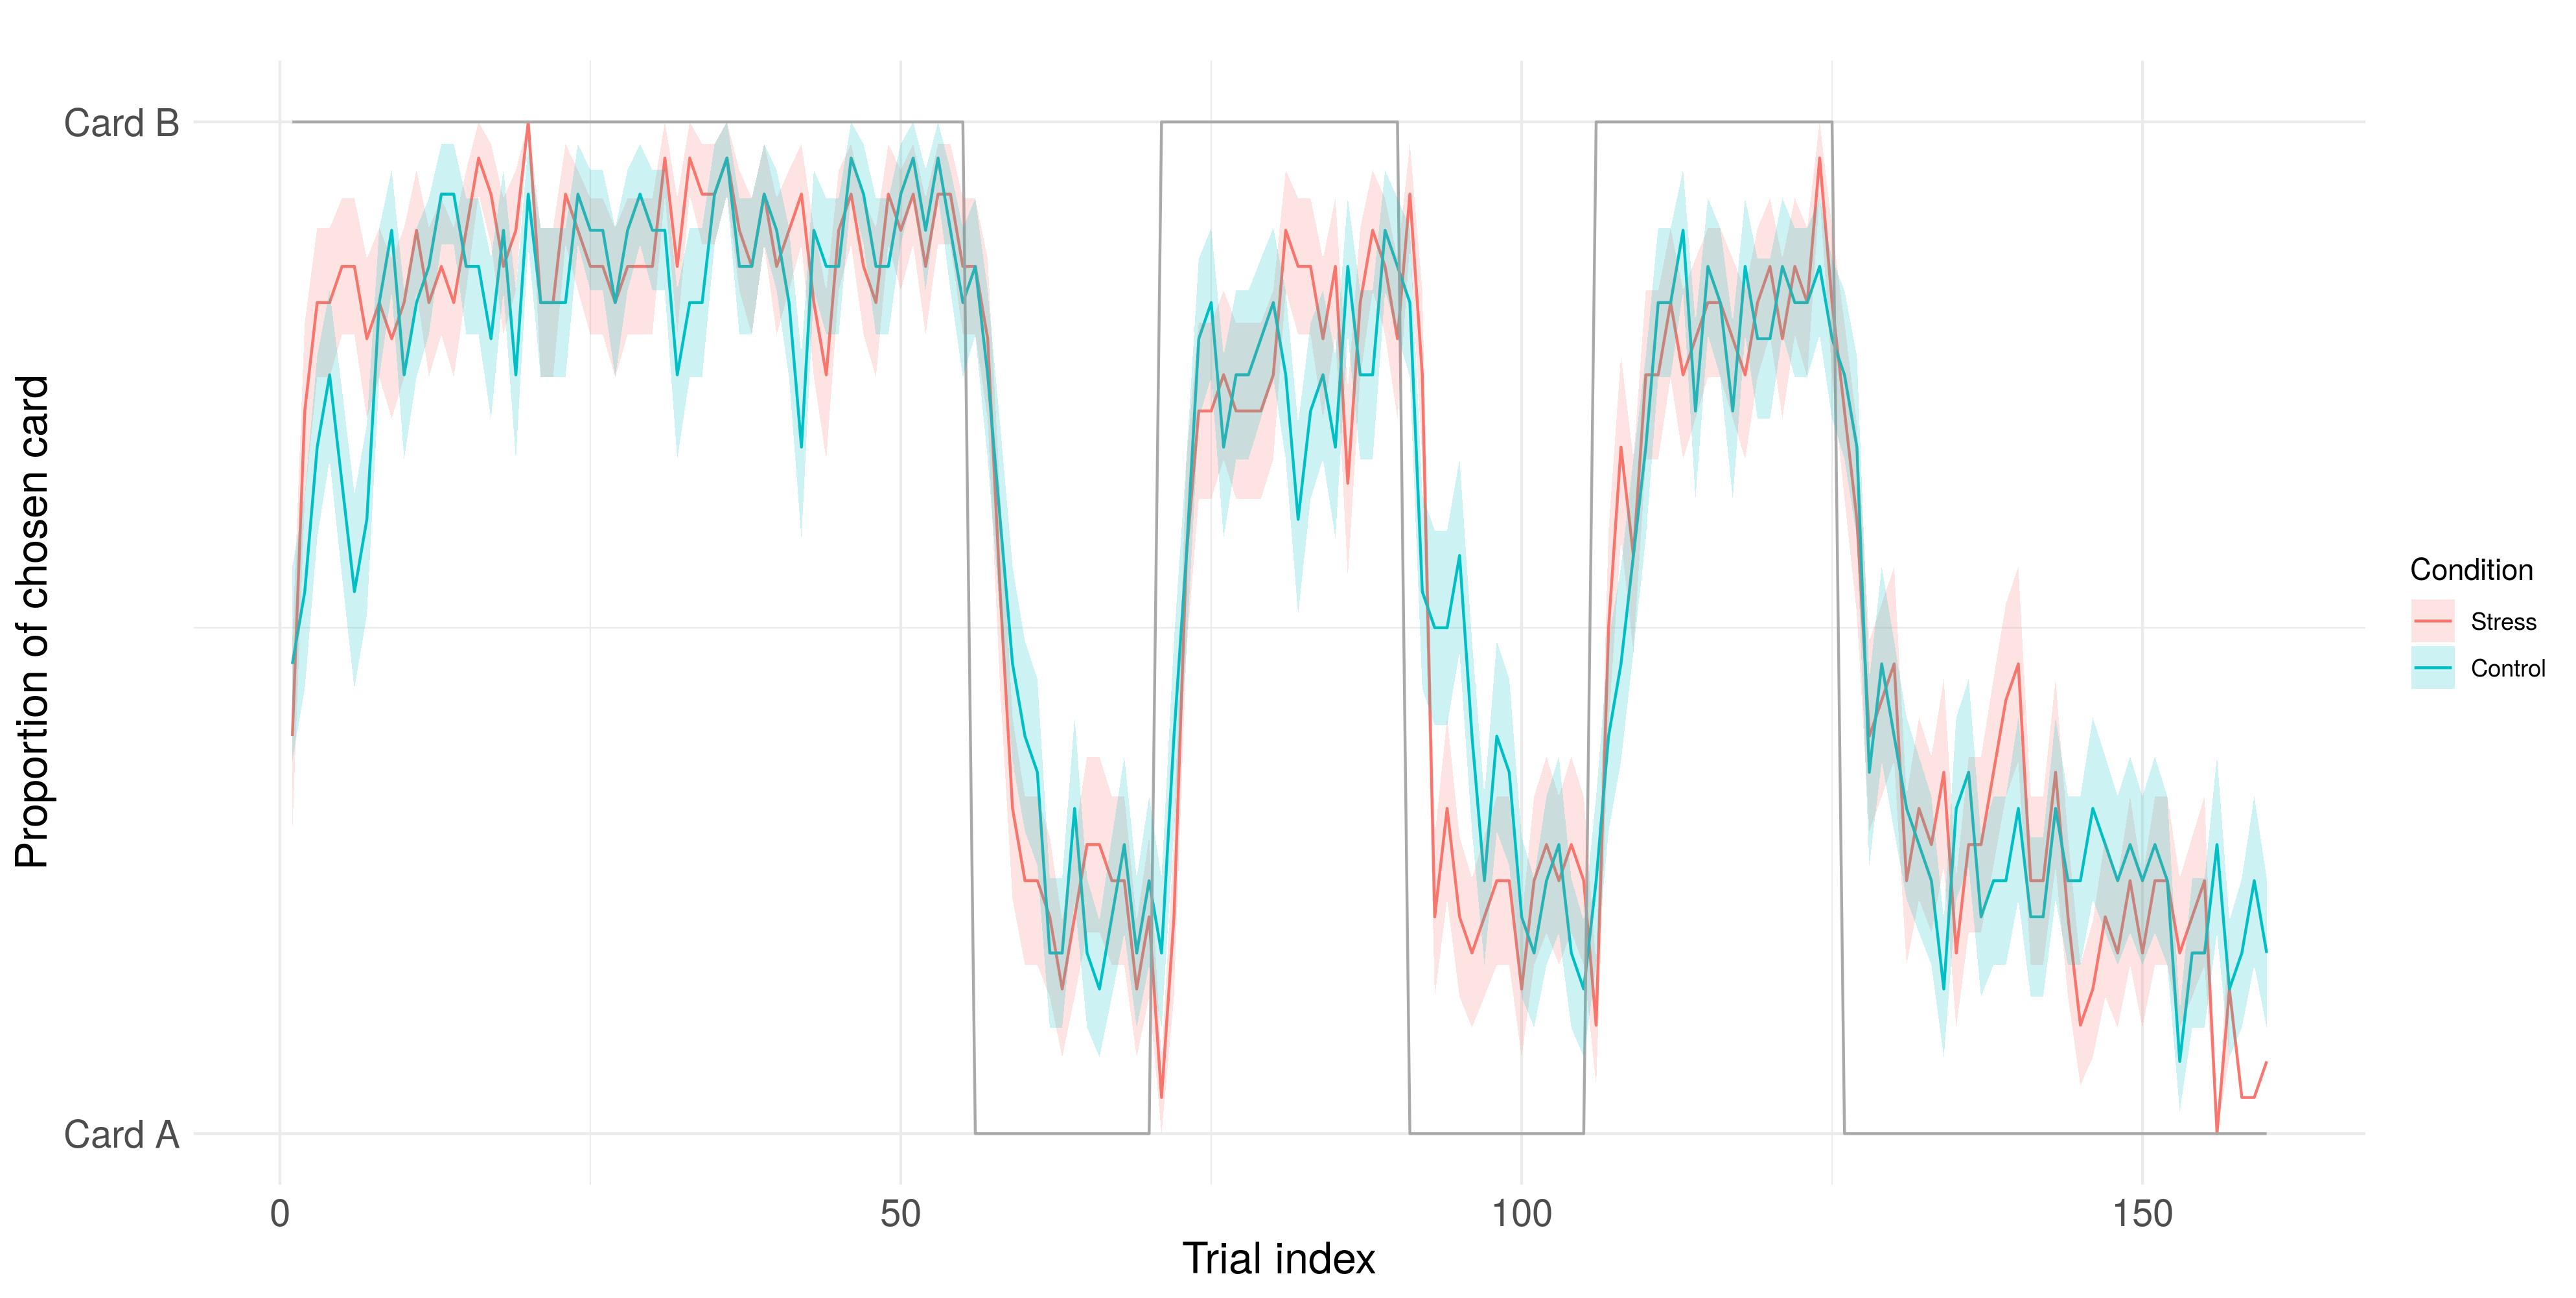 Card B
Card A
Proportion of chosen card
0
50
100
150
Trial index
Condition
Stress
Control